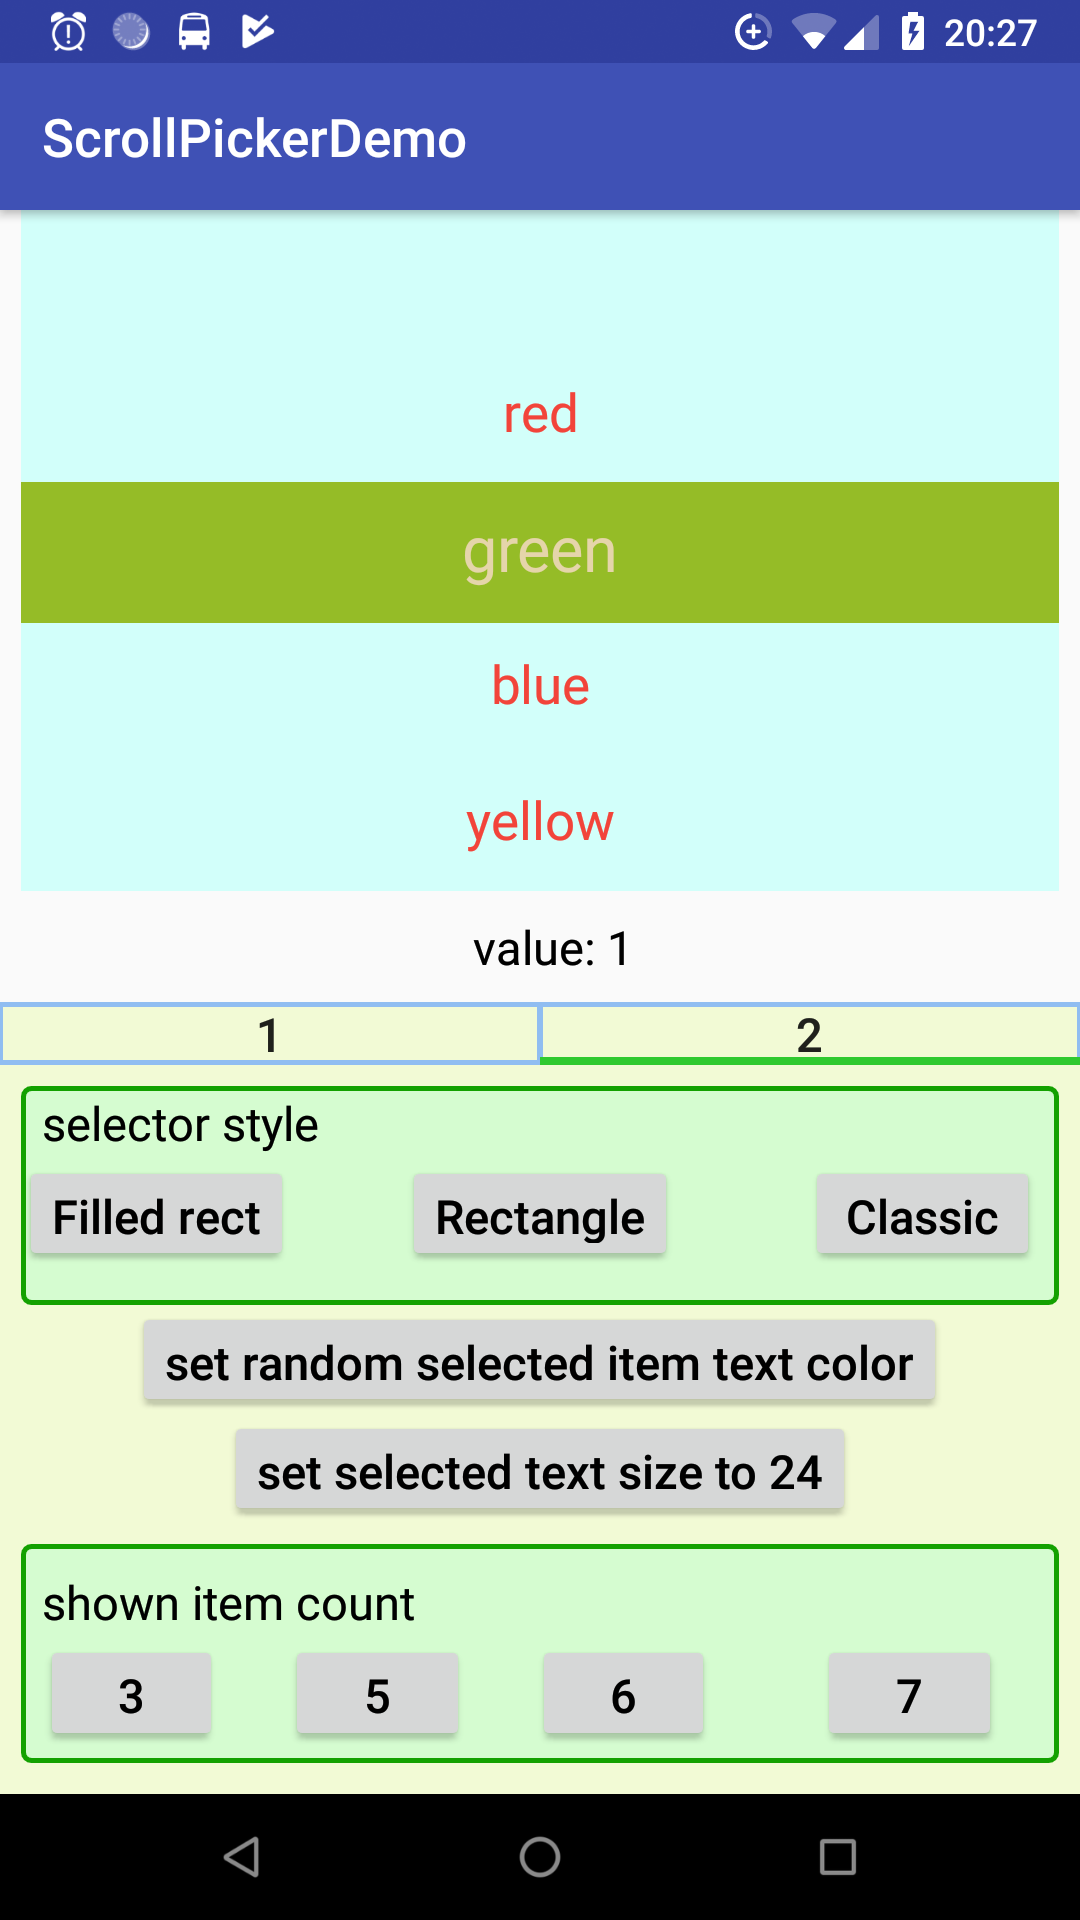 20:27
ScrollPickerDemo
red
green
blue
yellow
value: 1
1 2
selector style
Filled rect Rectangle Classic
set random selected item text color
set selected text size to 24
shown item count
3 5 6 7